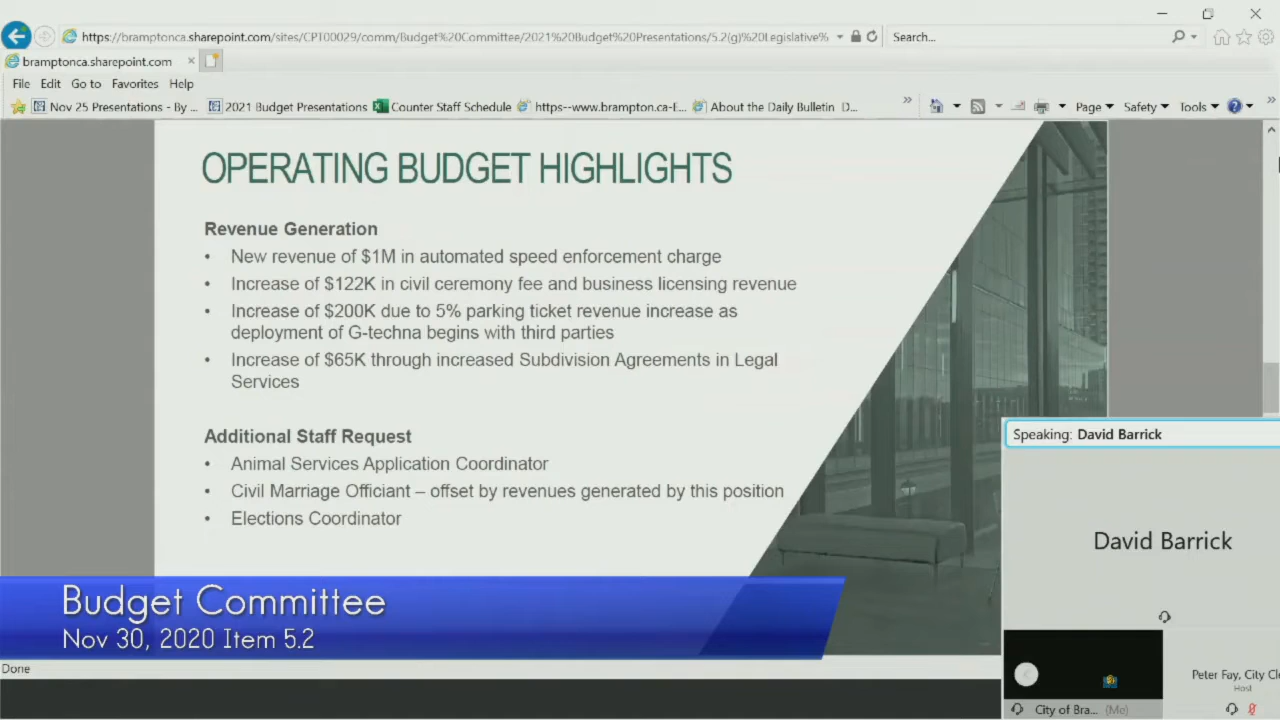 https://bramptonca.sharepoint.com/sites/CPT00029/comm/Budget%20Committee/2021%20Budget%20Presentations/5.2(g)%20Legislative%
Search...
bramptonca.sharepoint.com
File Edit Go to Favorites Help
Nov 25 Presentations - By ... 2021 Budget Presentations Counter Staff Schedule https--www.brampton.ca-E... About the Daily Bulletin D... » Page Safety Tools »
OPERATING BUDGET HIGHLIGHTS
Revenue Generation
• New revenue of $1M in automated speed enforcement charge
• Increase of $122K in civil ceremony fee and business licensing revenue
• Increase of $200K due to 5% parking ticket revenue increase as
deployment of G-techna begins with third parties
• Increase of $65K through increased Subdivision Agreements in Legal
Services
Additional Staff Request
• Animal Services Application Coordinator
• Civil Marriage Officiant – offset by revenues generated by this position
• Elections Coordinator
Speaking: David Barrick
David Barrick
Peter Fay, City Cl
Host
City of Bra... (Me)
Budget Committee
Nov 30, 2020 Item 5.2
Done